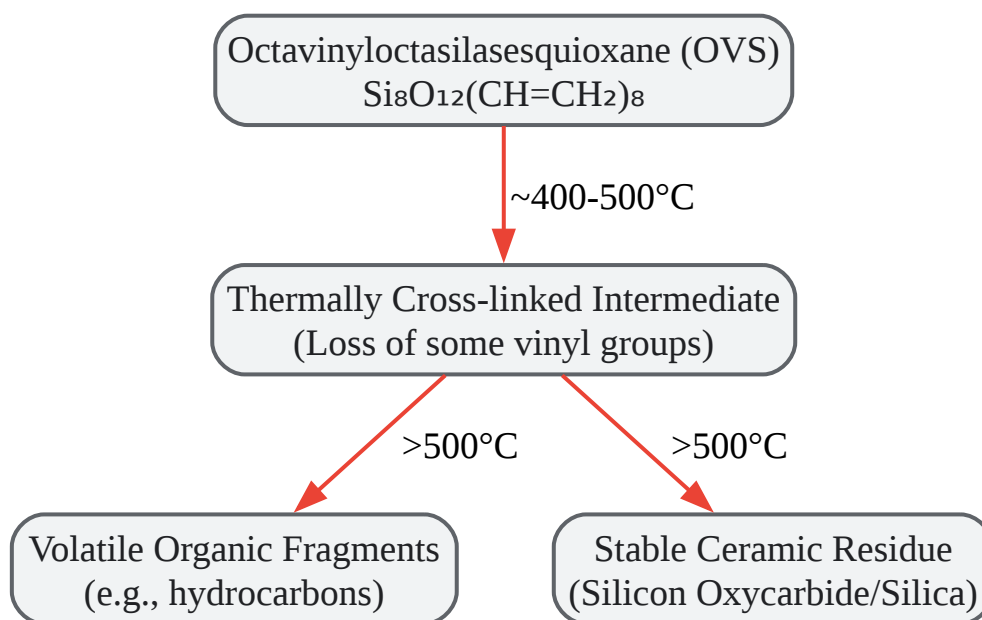 Octavinyloctasilasesquioxane (OVS)
Si₈O₁₂(CH=CH₂)₈
~400-500°C
Thermally Cross-linked Intermediate
(Loss of some vinyl groups)
>500°C
>500°C
Volatile Organic Fragments
(e.g., hydrocarbons)
Stable Ceramic Residue
(Silicon Oxycarbide/Silica)